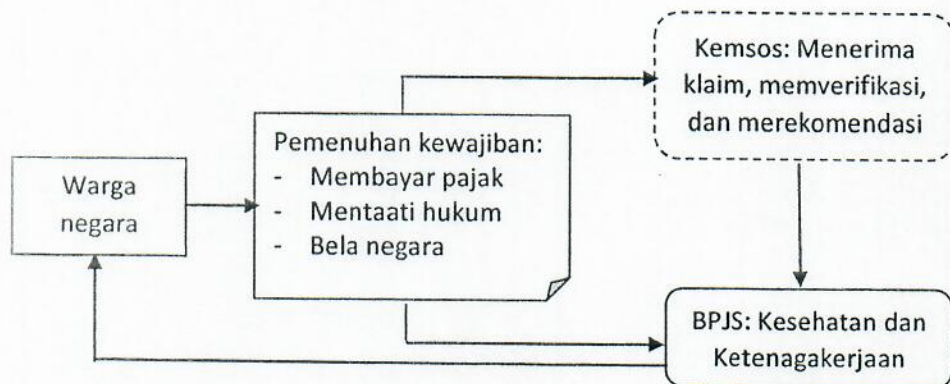 Kemsos: Menerima
klaim, memverifikasi,
dan merekomendasi
Pemenuhan kewajiban:
- Membayar pajak
- Mentaati hukum
- Bela negara
Warga
negara
BPJS: Kesehatan dan
Ketenagakerjaan